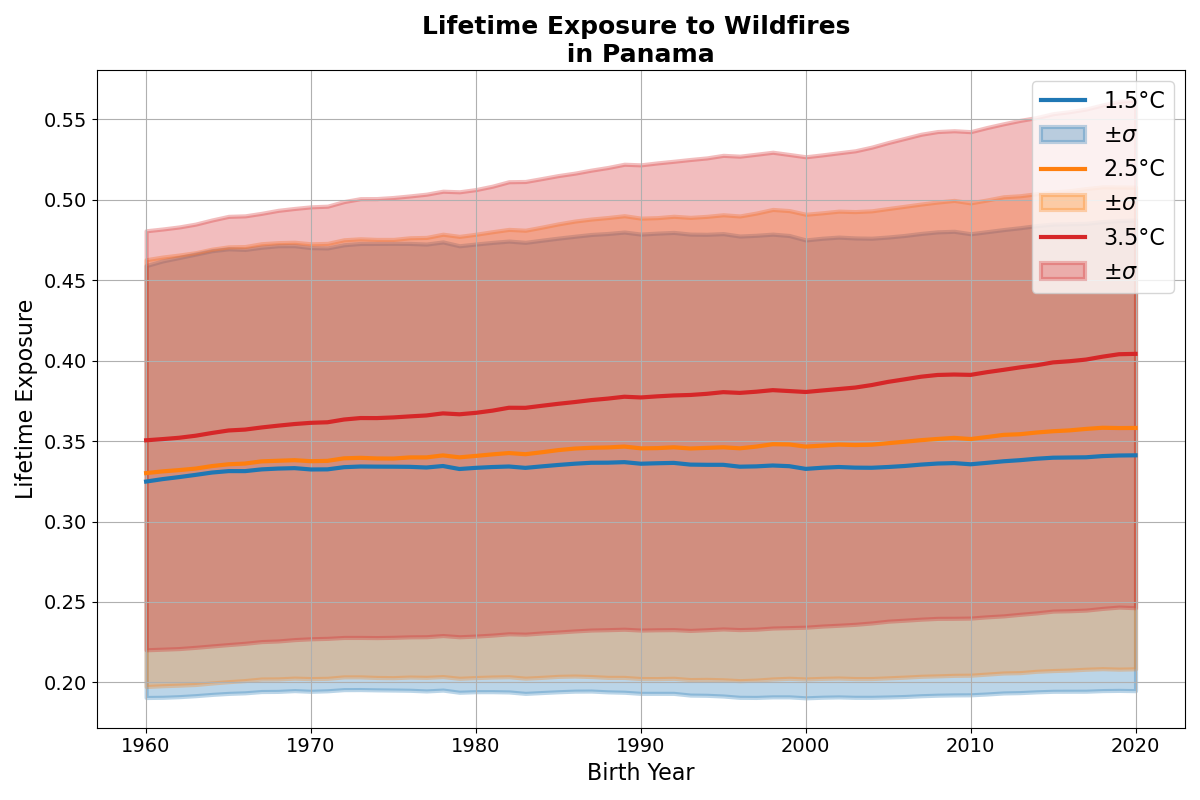 Lifetime Exposure to Wildfires
in Panama
1.5°C
±σ
2.5°C
±σ
3.5°C
±σ
0.55
0.50
0.45
0.40
0.35
0.30
0.25
0.20
Lifetime Exposure
1960 1970 1980 1990 2000 2010 2020
Birth Year